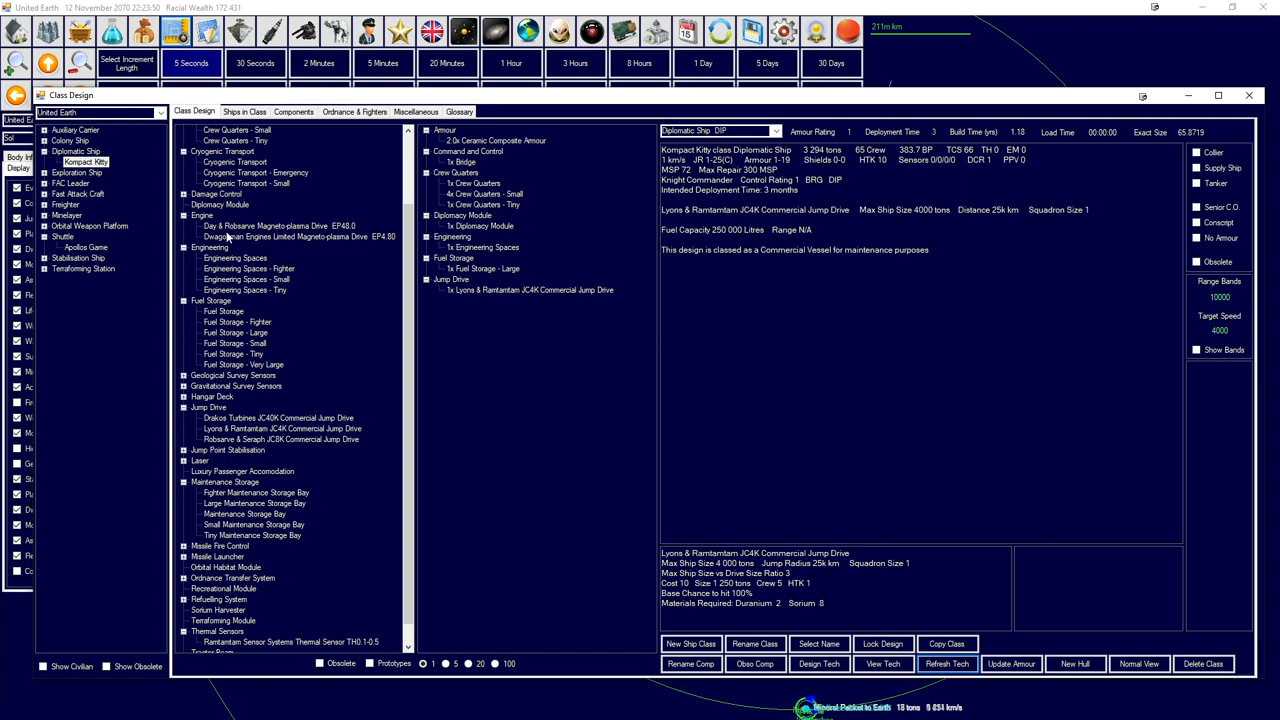 United Earth   12 November 2070 22:23:50   Racial Wealth 172 431
211m km
Select Increment Length
5 Seconds
30 Seconds
2 Minutes
5 Minutes
20 Minutes
1 Hour
3 Hours
8 Hours
1 Day
5 Days
30 Days
Class Design
United Earth
Class Design
Ships in Class
Components
Ordnance & Fighters
Miscellaneous
Glossary
Auxiliary Carrier
Colony Ship
Diplomatic Ship
Kompact Kitty
Exploration Ship
FAC Leader
Fast Attack Craft
Freighter
Minelayer
Orbital Weapon Platform
Shuttle
Apollos Game
Stabilisation Ship
Terraforming Station
Show Civilian
Show Obsolete
Crew Quarters - Small
Crew Quarters - Tiny
Cryogenic Transport
Cryogenic Transport
Cryogenic Transport - Emergency
Cryogenic Transport - Small
Damage Control
Diplomacy Module
Engine
Day & Robsarve Magneto-plasma Drive  EP48.0
Engines Limited Magneto-plasma Drive  EP4.80
Engineering
Engineering Spaces
Engineering Spaces - Fighter
Engineering Spaces - Small
Engineering Spaces - Tiny
Fuel Storage
Fuel Storage
Fuel Storage - Fighter
Fuel Storage - Large
Fuel Storage - Small
Fuel Storage - Tiny
Fuel Storage - Very Large
Geological Survey Sensors
Gravitational Survey Sensors
Hangar Deck
Jump Drive
Drakos Turbines JC40K Commercial Jump Drive
Lyons & Ramtamtam JC4K Commercial Jump Drive
Robsarve & Seraph JC8K Commercial Jump Drive
Jump Point Stabilisation
Laser
Luxury Passenger Accomodation
Maintenance Storage
Fighter Maintenance Storage Bay
Large Maintenance Storage Bay
Maintenance Storage Bay
Small Maintenance Storage Bay
Tiny Maintenance Storage Bay
Missile Fire Control
Missile Launcher
Orbital Habitat Module
Ordnance Transfer System
Recreational Module
Refuelling System
Sorium Harvester
Terraforming Module
Thermal Sensors
Ramtamtam Sensor Systems Thermal Sensor TH0.1-0.5
Obsolete
Prototypes
1
5
20
100
Armour
2.0x Ceramic Composite Armour
Command and Control
1x Bridge
Crew Quarters
1x Crew Quarters
4x Crew Quarters - Small
1x Crew Quarters - Tiny
Diplomacy Module
1x Diplomacy Module
Engineering
1x Engineering Spaces
Fuel Storage
1x Fuel Storage - Large
Jump Drive
1x Lyons & Ramtamtam JC4K Commercial Jump Drive
Diplomatic Ship  DIP
Armour Rating   1   Deployment Time   3   Build Time (yrs)   1.18   Load Time   00:00:00   Exact Size   65.8719
Kompact Kitty class Diplomatic Ship   3 294 tons   65 Crew   383.7 BP   TCS 66   TH 0   EM 0
1 km/s   JR 1-25(C)   Armour 1-19   Shields 0-0   HTK 10   Sensors 0/0/0/0   DCR 1   PPV 0
MSP 72   Max Repair 300 MSP
Knight Commander   Control Rating 1   BRG   DIP
Intended Deployment Time: 3 months
Lyons & Ramtamtam JC4K Commercial Jump Drive   Max Ship Size 4000 tons   Distance 25k km   Squadron Size 1
Fuel Capacity 250 000 Litres   Range N/A
This design is classed as a Commercial Vessel for maintenance purposes
Collier
Supply Ship
Tanker
Senior C.O.
Conscript
No Armour
Obsolete
Range Bands
10000
Target Speed
4000
Show Bands
Lyons & Ramtamtam JC4K Commercial Jump Drive
Max Ship Size 4 000 tons   Jump Radius 25k km   Squadron Size 1
Max Ship Size vs Drive Size Ratio 3
Cost 10   Size 1 250 tons   Crew 5   HTK 1
Base Chance to hit 100%
Materials Required: Duranium  2   Sorium  8
New Ship Class
Rename Class
Select Name
Lock Design
Copy Class
Rename Comp
Obso Comp
Design Tech
View Tech
Refresh Tech
Update Armour
New Hull
Normal View
Delete Class
Mineral Packet to Earth   18 tons   8 651 km/s